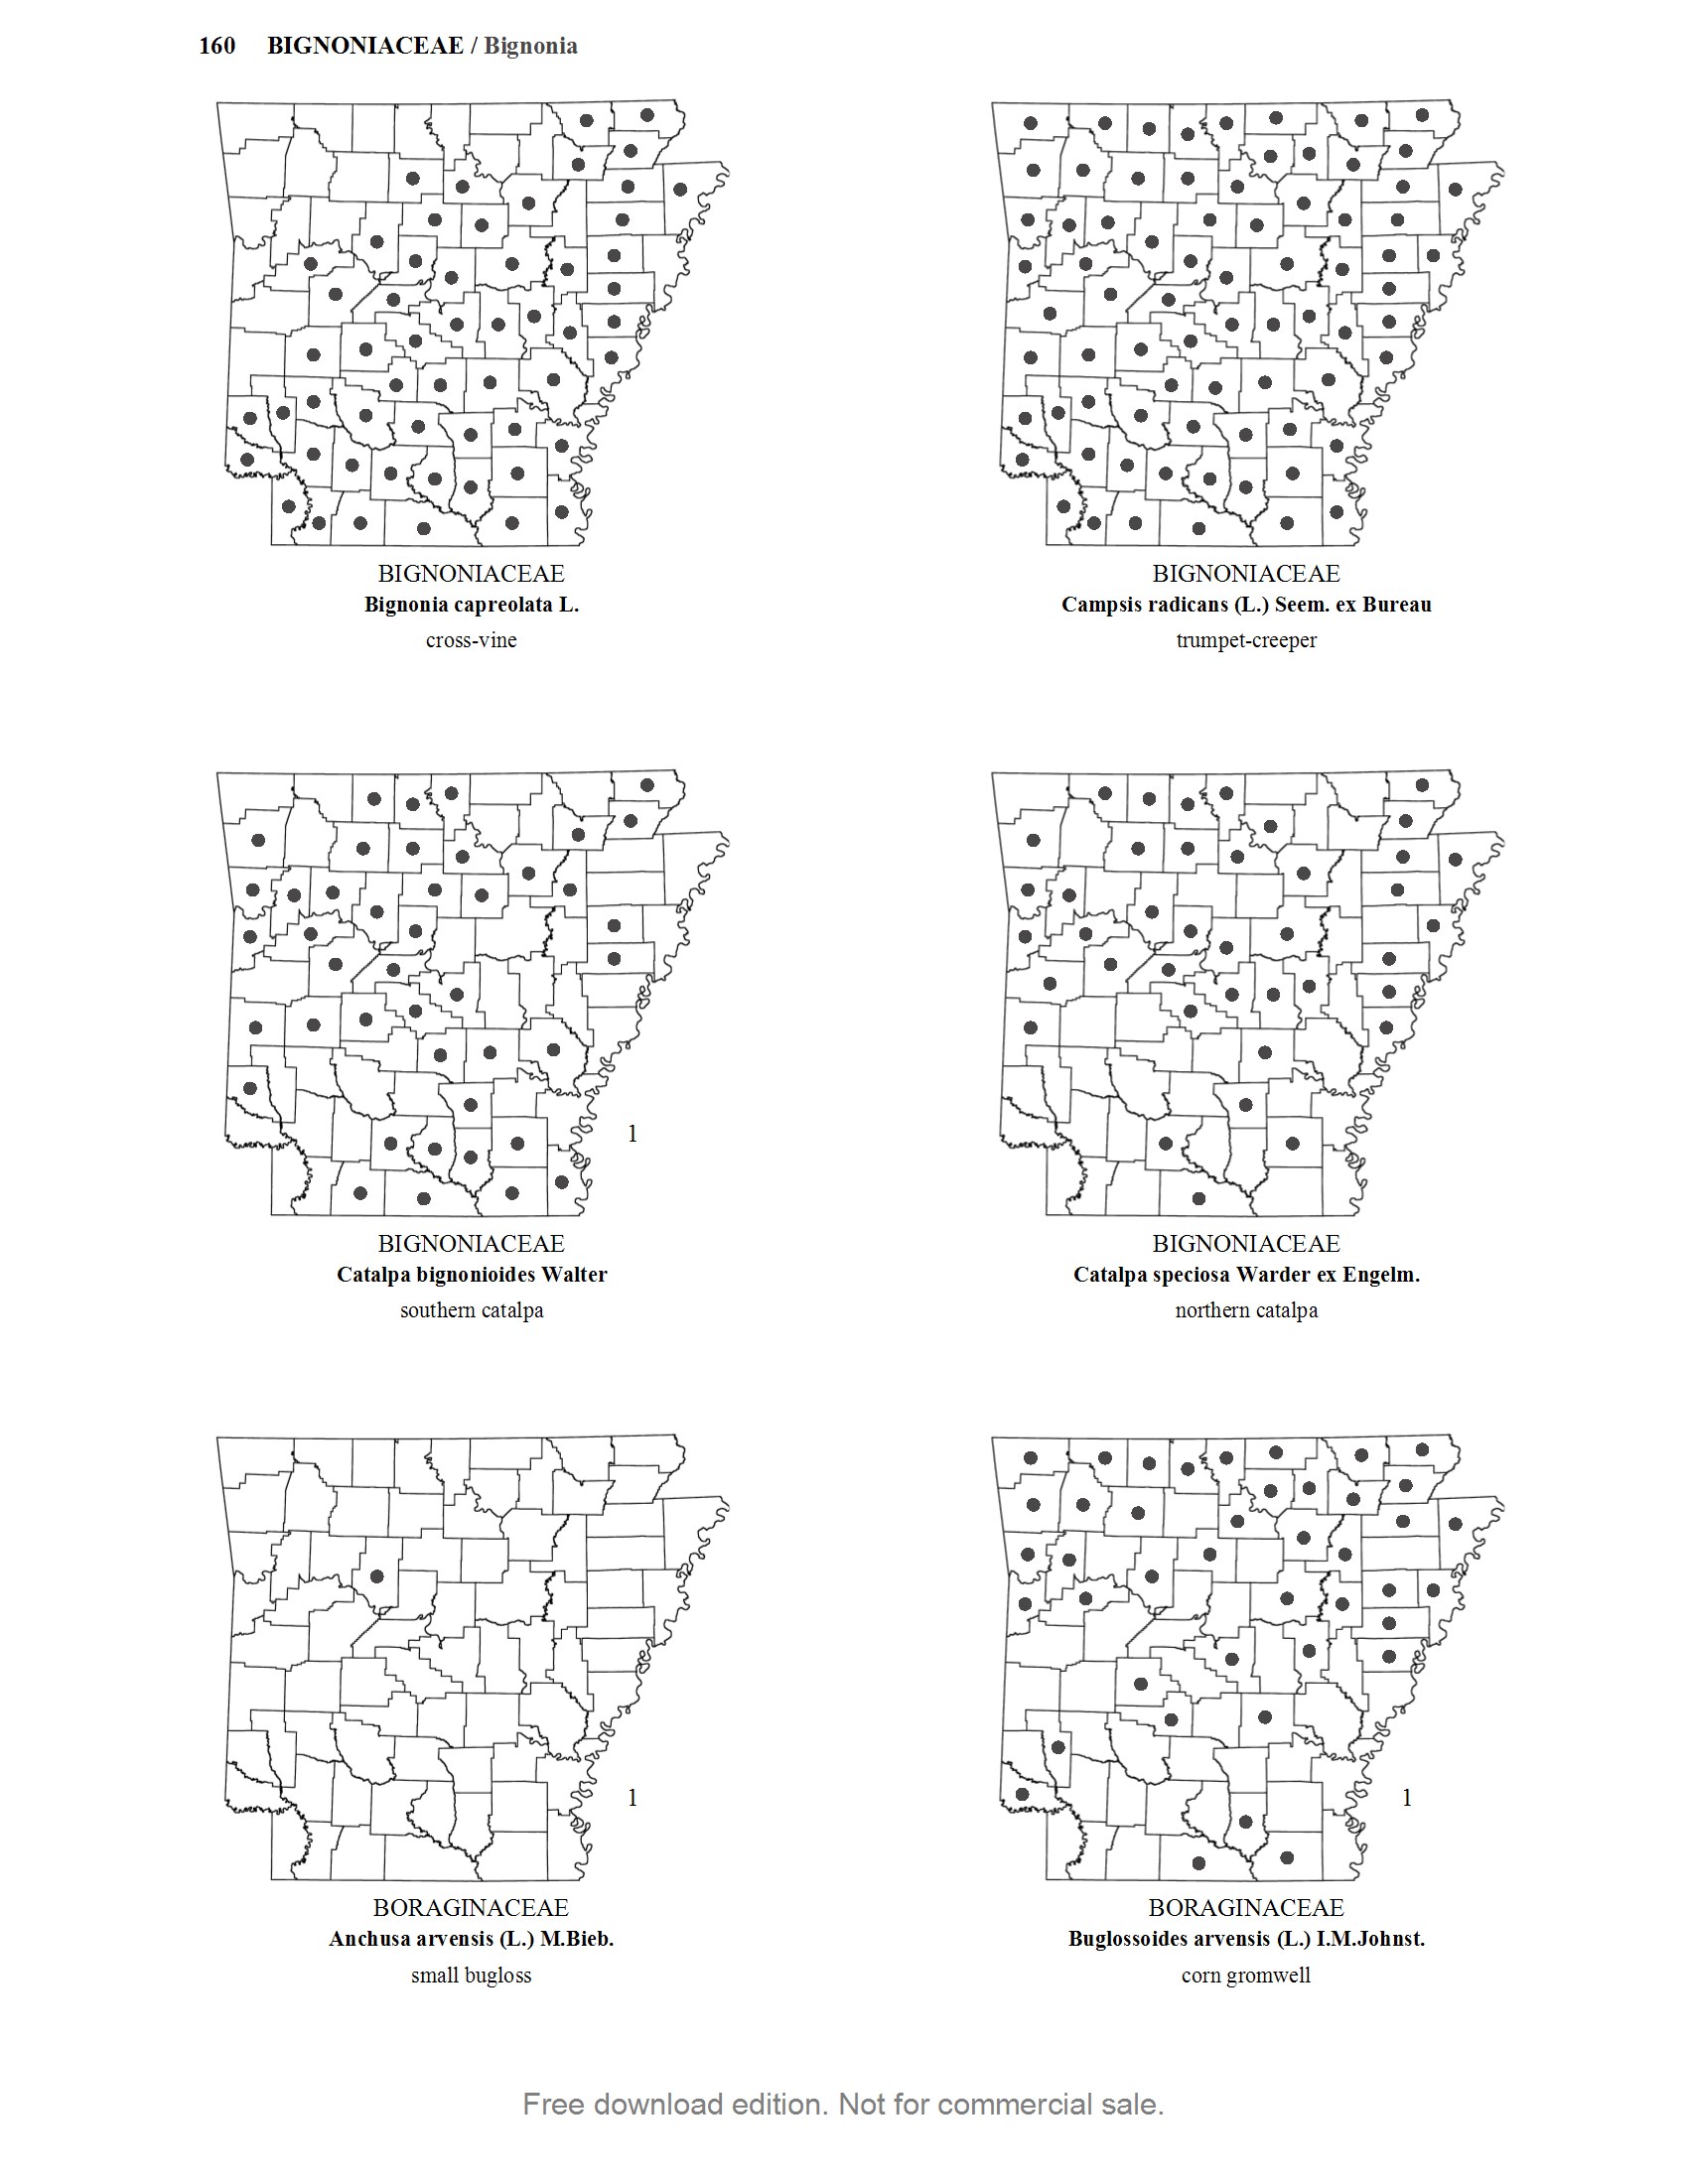 160 BIGNONIACEAE / Bignonia
BIGNONIACEAE
Bignonia capreolata L.
cross-vine
BIGNONIACEAE
Campsis radicans (L.) Seem. ex Bureau
trumpet-creeper
1
BIGNONIACEAE
Catalpa bignonioides Walter
southern catalpa
BIGNONIACEAE
Catalpa speciosa Warder ex Engelm.
northern catalpa
1
BORAGINACEAE
Anchusa arvensis (L.) M.Bieb.
small bugloss
1
BORAGINACEAE
Buglossoides arvensis (L.) I.M.Johnst.
corn gromwell
Free download edition. Not for commercial sale.